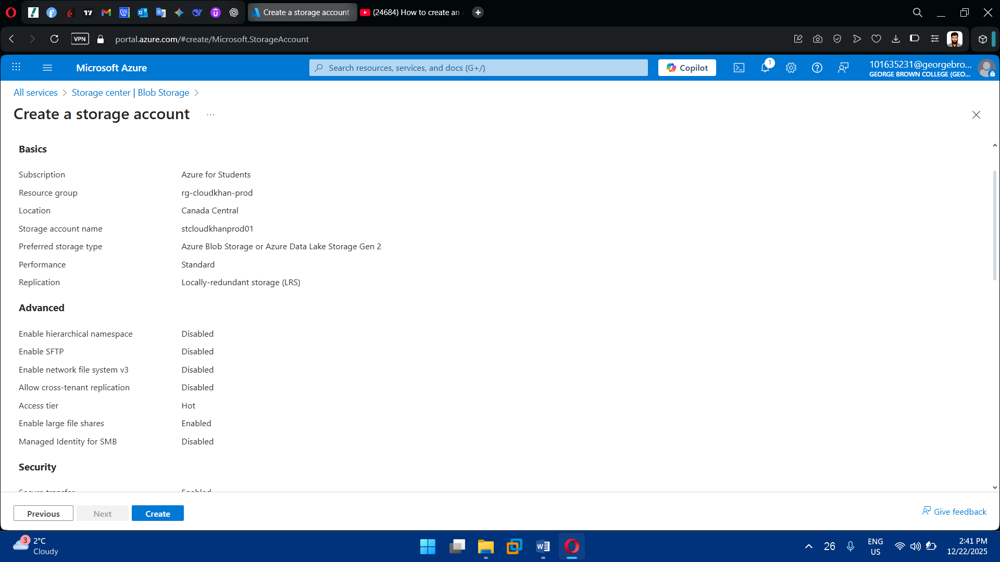 Create a storage account -
(24684) How to create an
VPN
portal.azure.com/#create/Microsoft.StorageAccount
Microsoft Azure
Search resources, services, and docs (G+/)
Copilot
1
101635231@georgebro...
GEORGE BROWN COLLEGE (GEO...
All services
Storage center | Blob Storage
Create a storage account
...
Basics
Subscription Azure for Students
Resource group rg-cloudkhan-prod
Location Canada Central
Storage account name stcloudkhanprod01
Preferred storage type Azure Blob Storage or Azure Data Lake Storage Gen 2
Performance Standard
Replication Locally-redundant storage (LRS)
Advanced
Enable hierarchical namespace Disabled
Enable SFTP Disabled
Enable network file system v3 Disabled
Allow cross-tenant replication Disabled
Access tier Hot
Enable large file shares Enabled
Managed Identity for SMB Disabled
Security
Secure transfer Enabled
Previous
Next
Create
Give feedback
3
2°C
Cloudy
26
ENG
US
2:41 PM
12/22/2025